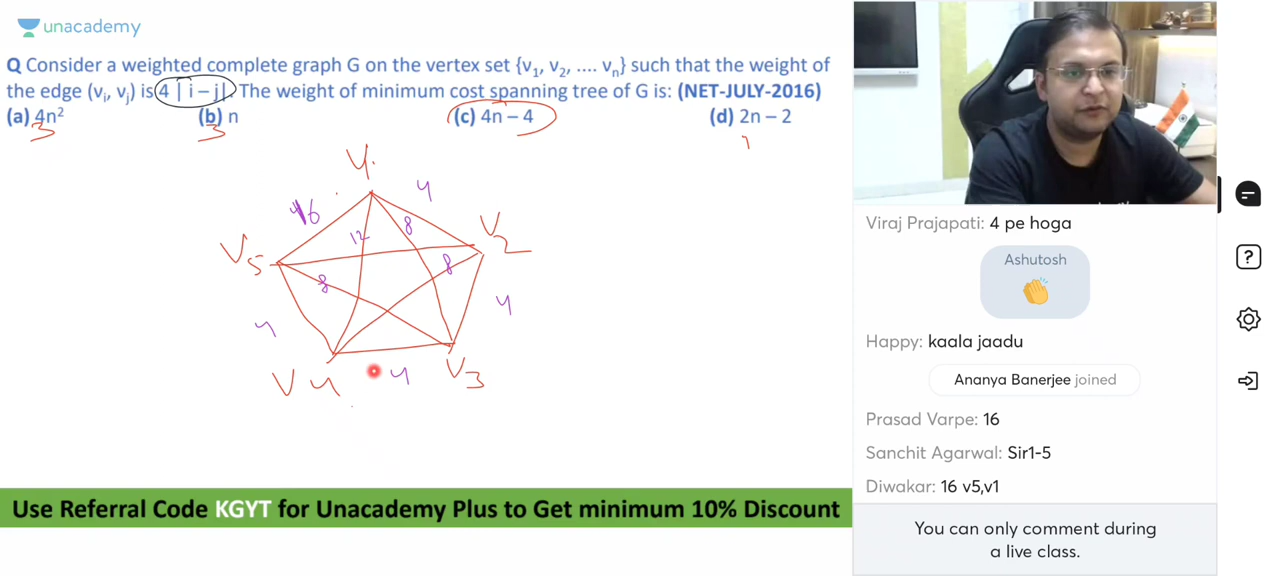 unacademy
Q Consider a weighted complete graph G on the vertex set {v₁, v₂, .... vₙ} such that the weight of
the edge (vᵢ, vⱼ) is 4 | i – j|. The weight of minimum cost spanning tree of G is: (NET-JULY-2016)
(a) 4n² (b) n (c) 4n – 4 (d) 2n – 2
3 3
4
V2
16
12
8
8
V5
8
4
4
V4
4
V3
Use Referral Code KGYT for Unacademy Plus to Get minimum 10% Discount
Viraj Prajapati: 4 pe hoga
Ashutosh
Happy: kaala jaadu
Ananya Banerjee joined
Prasad Varpe: 16
Sanchit Agarwal: Sir1-5
Diwakar: 16 v5,v1
You can only comment during
a live class.